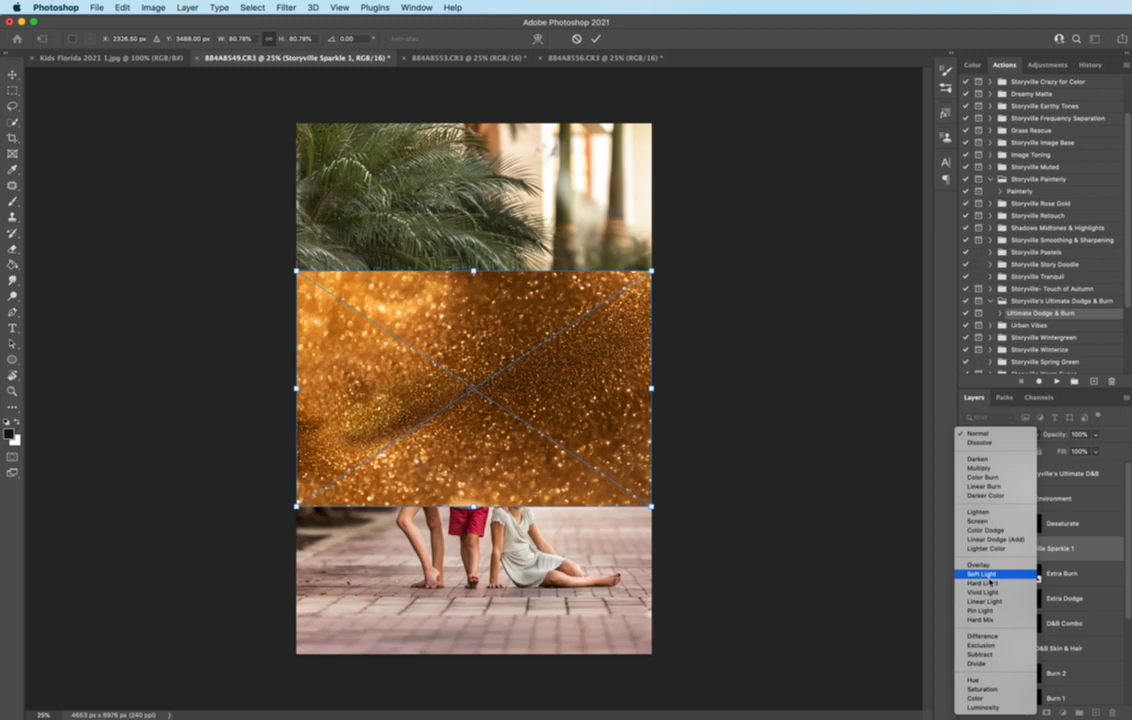 Photoshop File Edit Image Layer Type Select Filter 3D View Plugins Window Help
Adobe Photoshop 2021
X: 2326.50 px Y: 3488.00 px W: 80.78% H: 80.78% 0.00 Anti-alias
Kids Florida 2021 1.jpg @ 100% (RGB/8#)
884A8549.CR3 @ 25% (Storyville Sparkle 1, RGB/16) *
884A8553.CR3 @ 25% (RGB/16) *
884A8556.CR3 @ 25% (RGB/16) *
Color Actions Adjustments History
Storyville Crazy for Color
Dreamy Matte
Storyville Earthy Tones
Storyville Frequency Separation
Grass Rescue
Storyville Image Base
Image Toning
Storyville Muted
Storyville Painterly
Painterly
Storyville Rose Gold
Storyville Retouch
Shadows Midtones & Highlights
Storyville Smoothing & Sharpening
Storyville Pastels
Storyville Story Doodle
Storyville Tranquil
Storyville- Touch of Autumn
Storyville's Ultimate Dodge & Burn
Ultimate Dodge & Burn
Urban Vibes
Storyville Wintergreen
Storyville Winterize
Storyville Spring Green
Layers Paths Channels
Kind
Normal
Opacity: 100%
Dissolve
Fill: 100%
Darken
Multiply
Color Burn
Linear Burn
Darker Color
Lighten
Screen
Color Dodge
Linear Dodge (Add)
Lighter Color
Overlay
Soft Light
Hard Light
Vivid Light
Linear Light
Pin Light
Hard Mix
Difference
Exclusion
Subtract
Divide
Hue
Saturation
Color
Luminosity
yville's Ultimate D&B
nvironment
Desaturate
lle Sparkle 1
Extra Burn
Extra Dodge
D&B Combo
&B Skin & Hair
Burn 2
Burn 1
25% 4653 px x 6976 px (240 ppi)